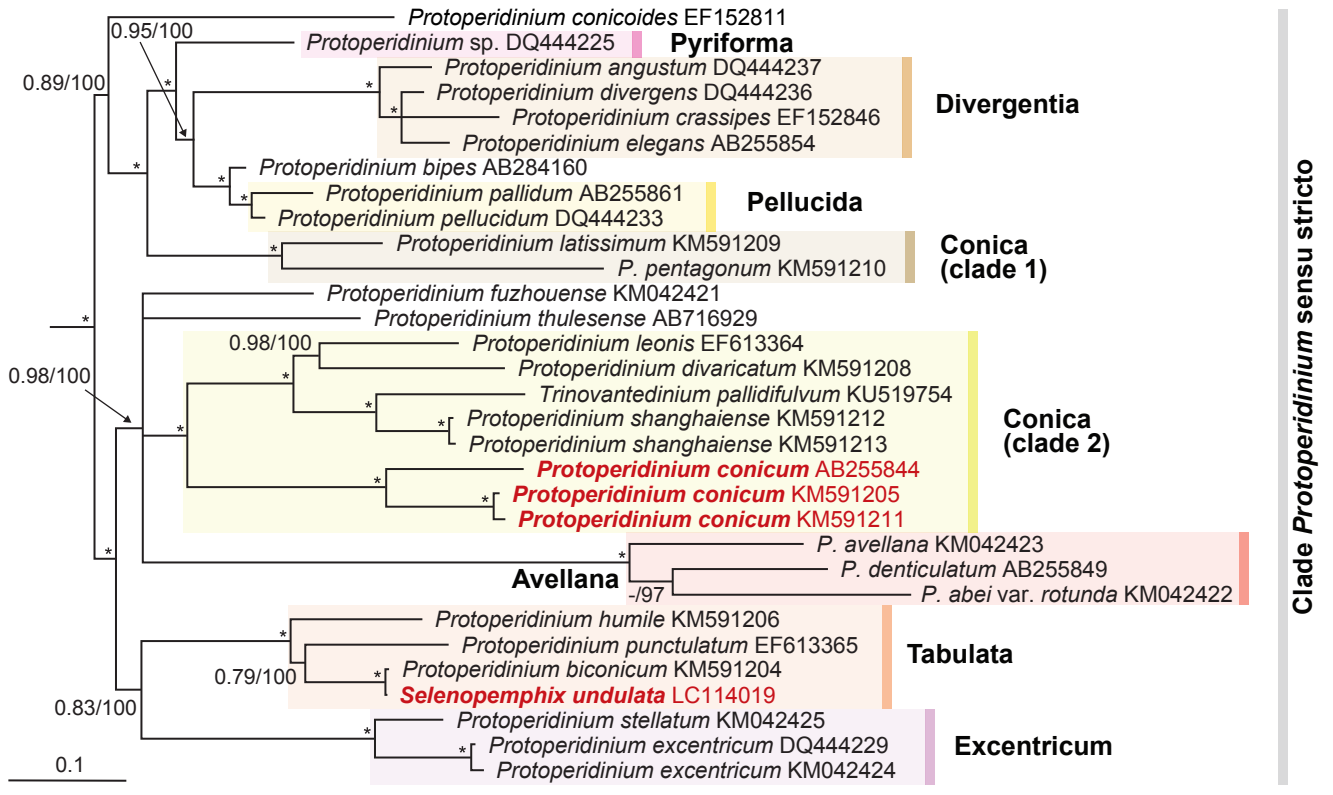 Protoperidinium conicoides EF152811
0.95/100
Protoperidinium sp. DQ444225
Pyriforma
0.89/100
*
Protoperidinium angustum DQ444237
*
Protoperidinium divergens DQ444236
Divergentia
*
Protoperidinium crassipes EF152846
Protoperidinium elegans AB255854
*
Protoperidinium bipes AB284160
*
Protoperidinium pallidum AB255861
Pellucida
*
Protoperidinium pellucidum DQ444233
Protoperidinium latissimum KM591209
Conica
(clade 1)
*
P. pentagonum KM591210
Protoperidinium fuzhouense KM042421
*
Protoperidinium thulesense AB716929
0.98/100
Protoperidinium leonis EF613364
0.98/100
Protoperidinium divaricatum KM591208
*
Trinovantedinium pallidifulvum KU519754
*
Protoperidinium shanghaiense KM591212
Conica
(clade 2)
*
Protoperidinium shanghaiense KM591213
*
Protoperidinium conicum AB255844
*
Protoperidinium conicum KM591205
*
Protoperidinium conicum KM591211
*
P. avellana KM042423
*
Avellana
P. denticulatum AB255849
-/97
P. abei var. rotunda KM042422
Protoperidinium humile KM591206
*
Protoperidinium punctulatum EF613365
Tabulata
0.79/100
Protoperidinium biconicum KM591204
*
Selenopemphix undulata LC114019
0.83/100
Protoperidinium stellatum KM042425
*
Protoperidinium excentricum DQ444229
Excentricum
*
Protoperidinium excentricum KM042424
0.1
Clade Protoperidinium sensu stricto